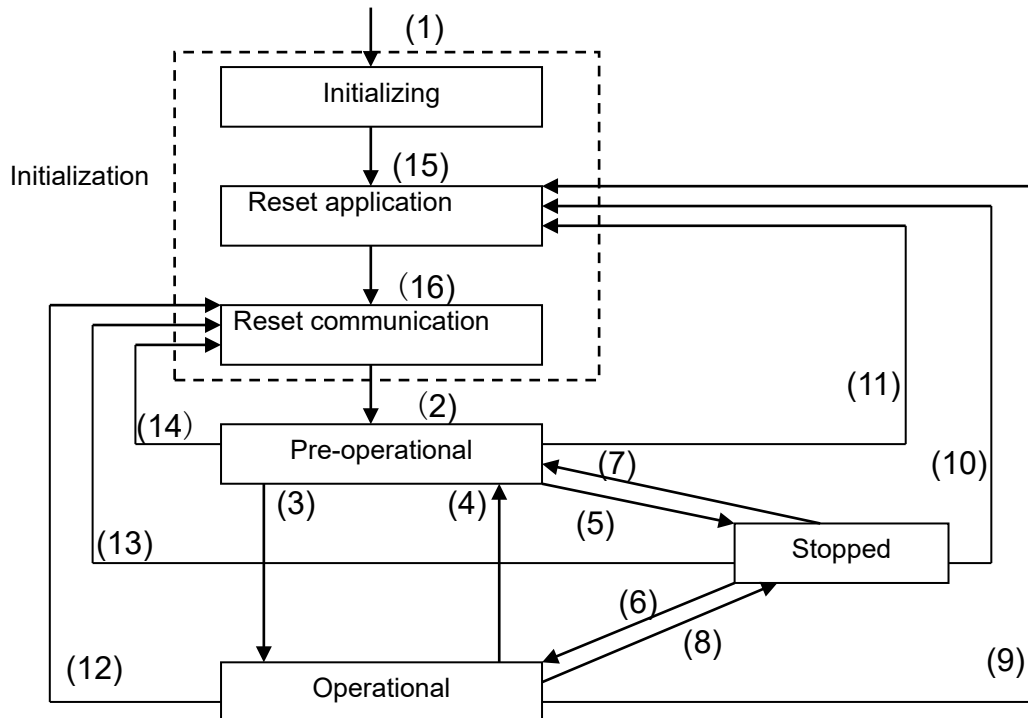 (1)
Initializing
Initialization
(15)
Reset application
（16)
Reset communication
(11)
（2)
(14）
Pre-operational
(7)
(10)
(3)
(4)
(5)
(13)
Stopped
(6)
(8)
(12)
Operational
(9)